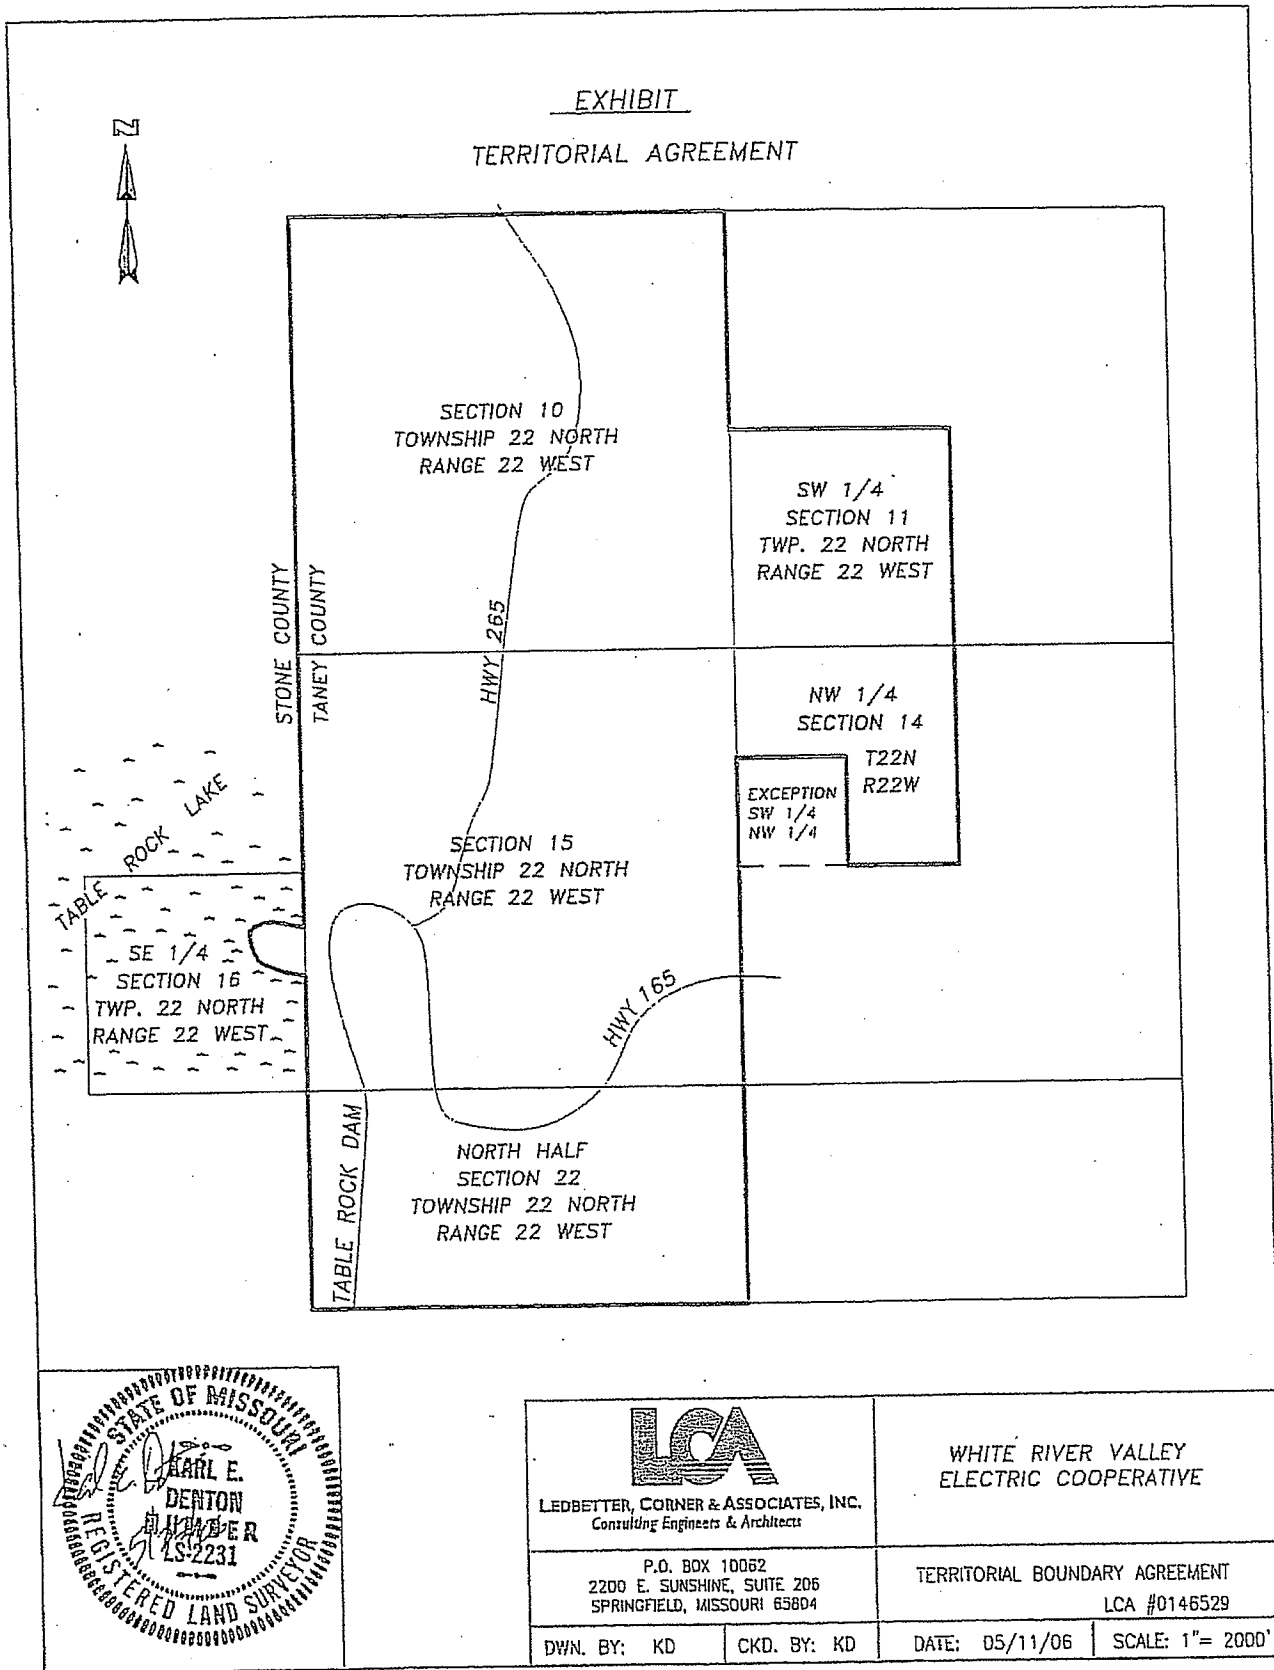 EXHIBIT
TERRITORIAL AGREEMENT
N
SECTION 10
TOWNSHIP 22 NORTH
RANGE 22 WEST
SW 1/4
SECTION 11
TWP. 22 NORTH
RANGE 22 WEST
STONE COUNTY
TANEY COUNTY
HWY 265
NW 1/4
SECTION 14
T22N
R22W
EXCEPTION
SW 1/4
NW 1/4
TABLE ROCK LAKE
SECTION 15
TOWNSHIP 22 NORTH
RANGE 22 WEST
SE 1/4
SECTION 16
TWP. 22 NORTH
RANGE 22 WEST
HWY 165
TABLE ROCK DAM
NORTH HALF
SECTION 22
TOWNSHIP 22 NORTH
RANGE 22 WEST
STATE OF MISSOURI
KARL E.
DENTON
NUMBER
LS-2231
REGISTERED LAND SURVEYOR
LCA
LEDBETTER, CORNER & ASSOCIATES, INC.
Consulting Engineers & Architects
WHITE RIVER VALLEY
ELECTRIC COOPERATIVE
P.O. BOX 10062
2200 E. SUNSHINE, SUITE 206
SPRINGFIELD, MISSOURI 65804
TERRITORIAL BOUNDARY AGREEMENT
LCA #0146529
DWN. BY: KD
CKD. BY: KD
DATE: 05/11/06
SCALE: 1"= 2000'